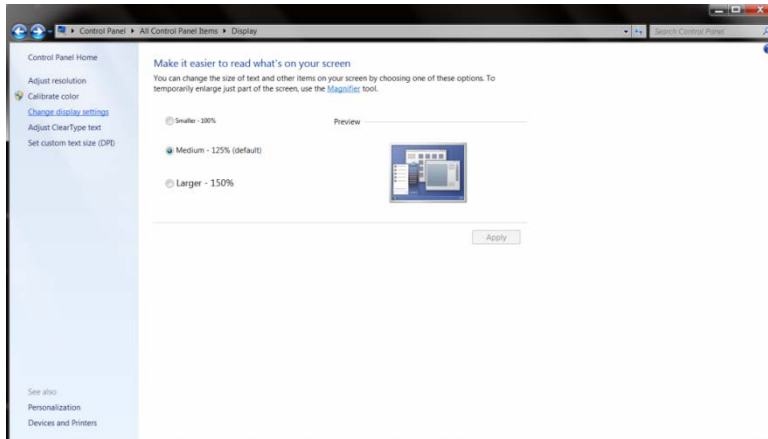 Control Panel ▸ All Control Panel Items ▸ Display
Search Control Panel
Control Panel Home
Adjust resolution
Calibrate color
Change display settings
Adjust ClearType text
Set custom text size (DPI)
See also
Personalization
Devices and Printers
Make it easier to read what's on your screen
You can change the size of text and other items on your screen by choosing one of these options. To
temporarily enlarge just part of the screen, use the Magnifier tool.
Smaller - 100%
Preview
Medium - 125% (default)
Larger - 150%
Apply